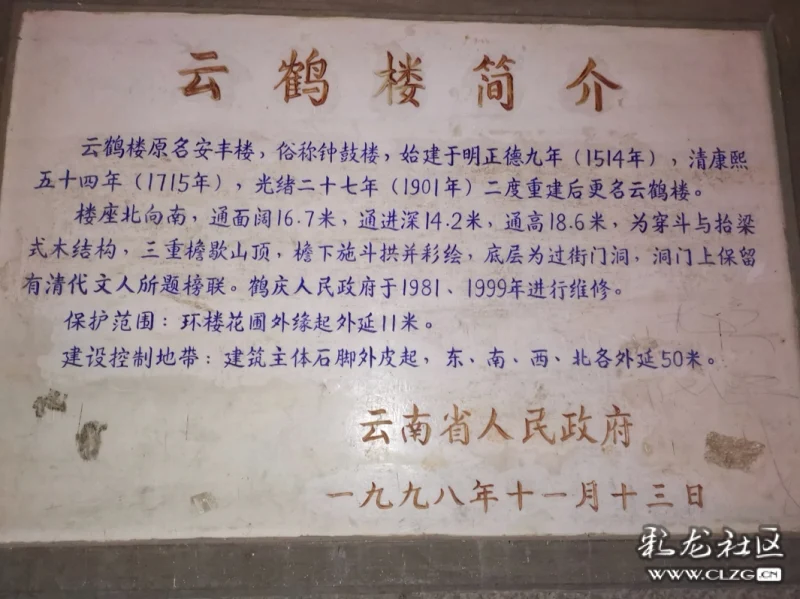 云鹤楼简介
云鹤楼原名安丰楼，俗称钟鼓楼，始建于明正德九年（1514年），清康熙
五十四年（1715年），光绪二十七年（1901年）二度重建后更名云鹤楼。
楼座北向南，通面阔16.7米，通进深14.2米，通高18.6米，为穿斗与抬梁
式木结构，三重檐歇山顶，檐下施斗拱并彩绘，底层为过街门洞，洞门上保留
有清代文人所题榜联。鹤庆人民政府于1981、1999年进行维修。
保护范围：环楼花圃外缘起外延11米。
建设控制地带：建筑主体石脚外皮起，东、南、西、北各外延50米。
云南省人民政府
一九九八年十一月十三日
彩龙社区
WWW.CLZG.CN